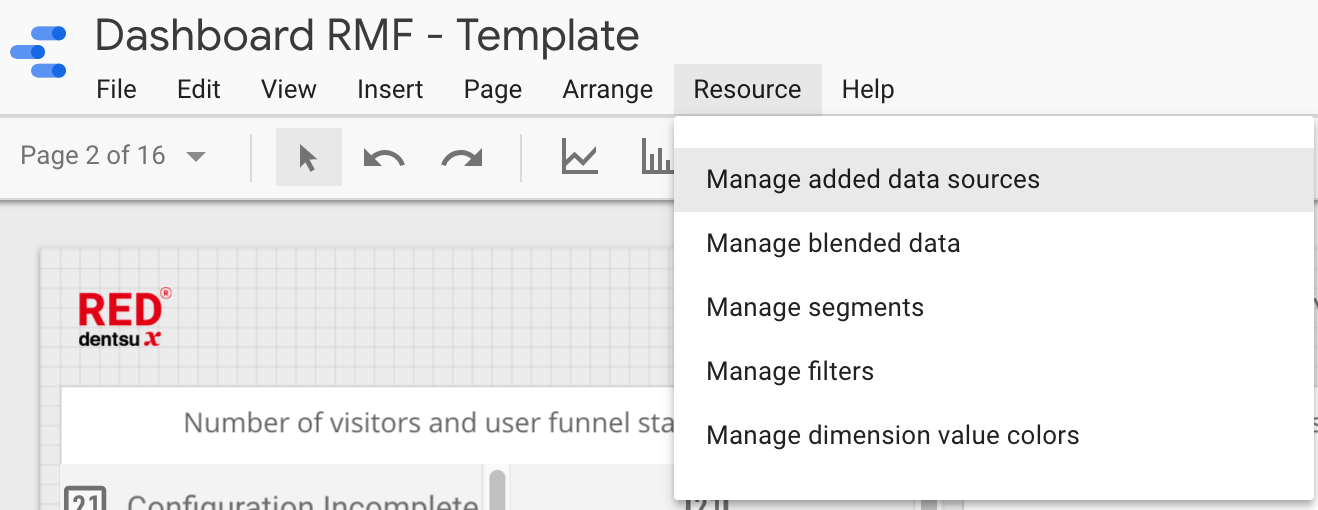 Dashboard RMF - Template
File Edit View Insert Page Arrange Resource Help
Page 2 of 16
Manage added data sources
Manage blended data
Manage segments
Manage filters
Manage dimension value colors
RED®
dentsu X
Number of visitors and user funnel sta
21 Configuration Incomplete
21